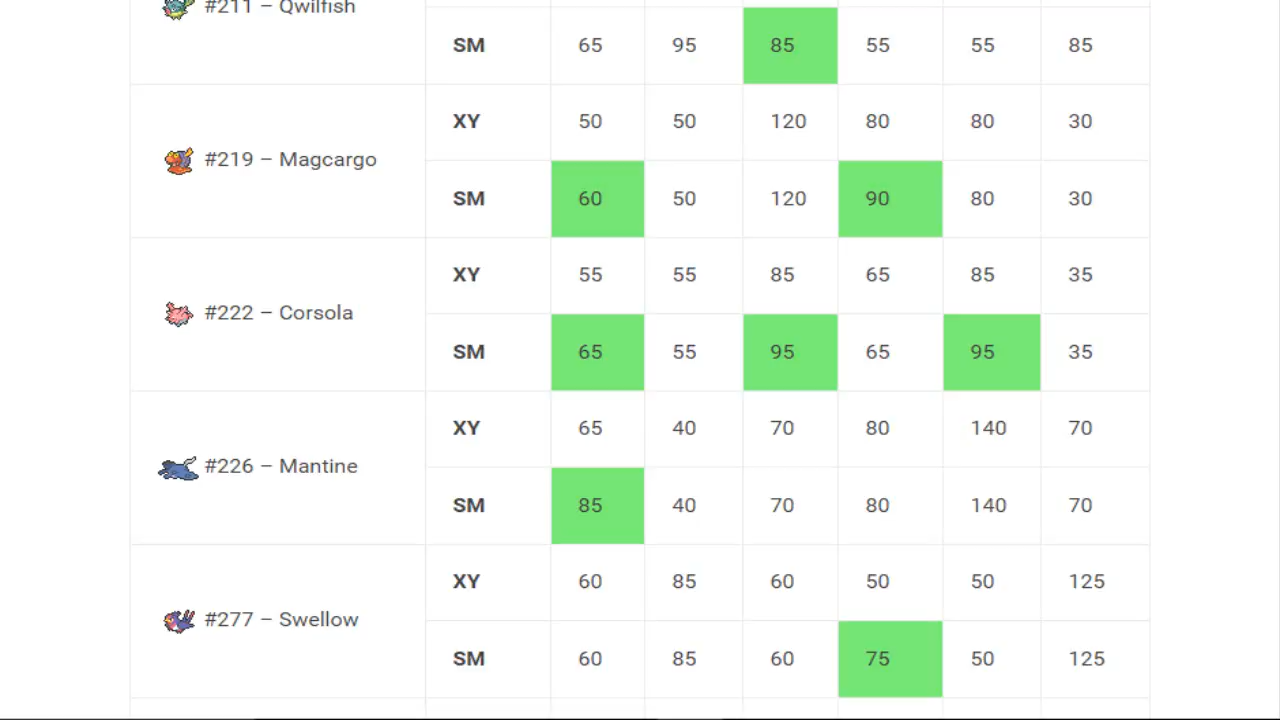 #211 – Qwilfish
SM 65 95 85 55 55 85
XY 50 50 120 80 80 30
#219 – Magcargo
SM 60 50 120 90 80 30
XY 55 55 85 65 85 35
#222 – Corsola
SM 65 55 95 65 95 35
XY 65 40 70 80 140 70
#226 – Mantine
SM 85 40 70 80 140 70
XY 60 85 60 50 50 125
#277 – Swellow
SM 60 85 60 75 50 125